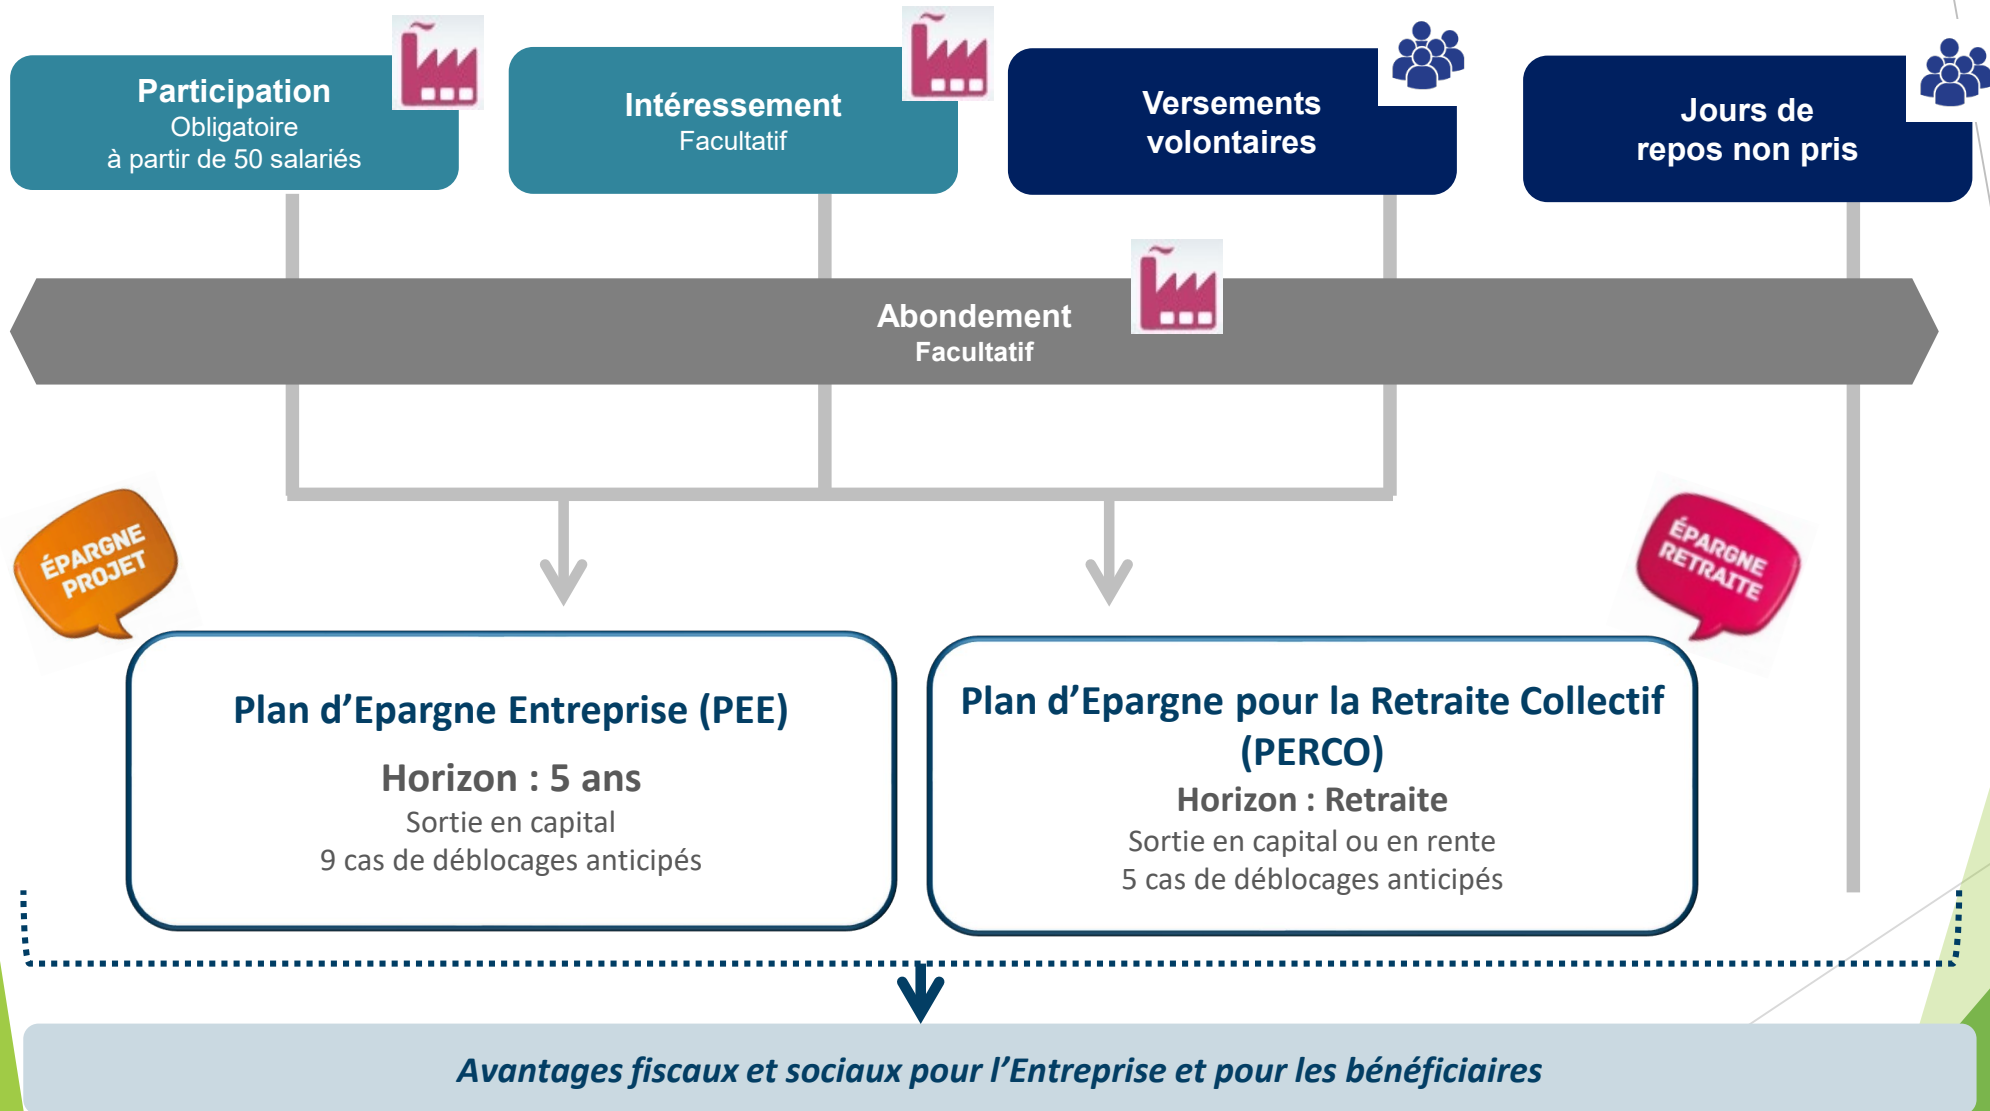 Participation
Obligatoire
à partir de 50 salariés
Intéressement
Facultatif
Versements
volontaires
Jours de
repos non pris
Abondement
Facultatif
ÉPARGNE
PROJET
ÉPARGNE
RETRAITE
Plan d’Epargne Entreprise (PEE)
Horizon : 5 ans
Sortie en capital
9 cas de déblocages anticipés
Plan d’Epargne pour la Retraite Collectif
(PERCO)
Horizon : Retraite
Sortie en capital ou en rente
5 cas de déblocages anticipés
Avantages fiscaux et sociaux pour l’Entreprise et pour les bénéficiaires